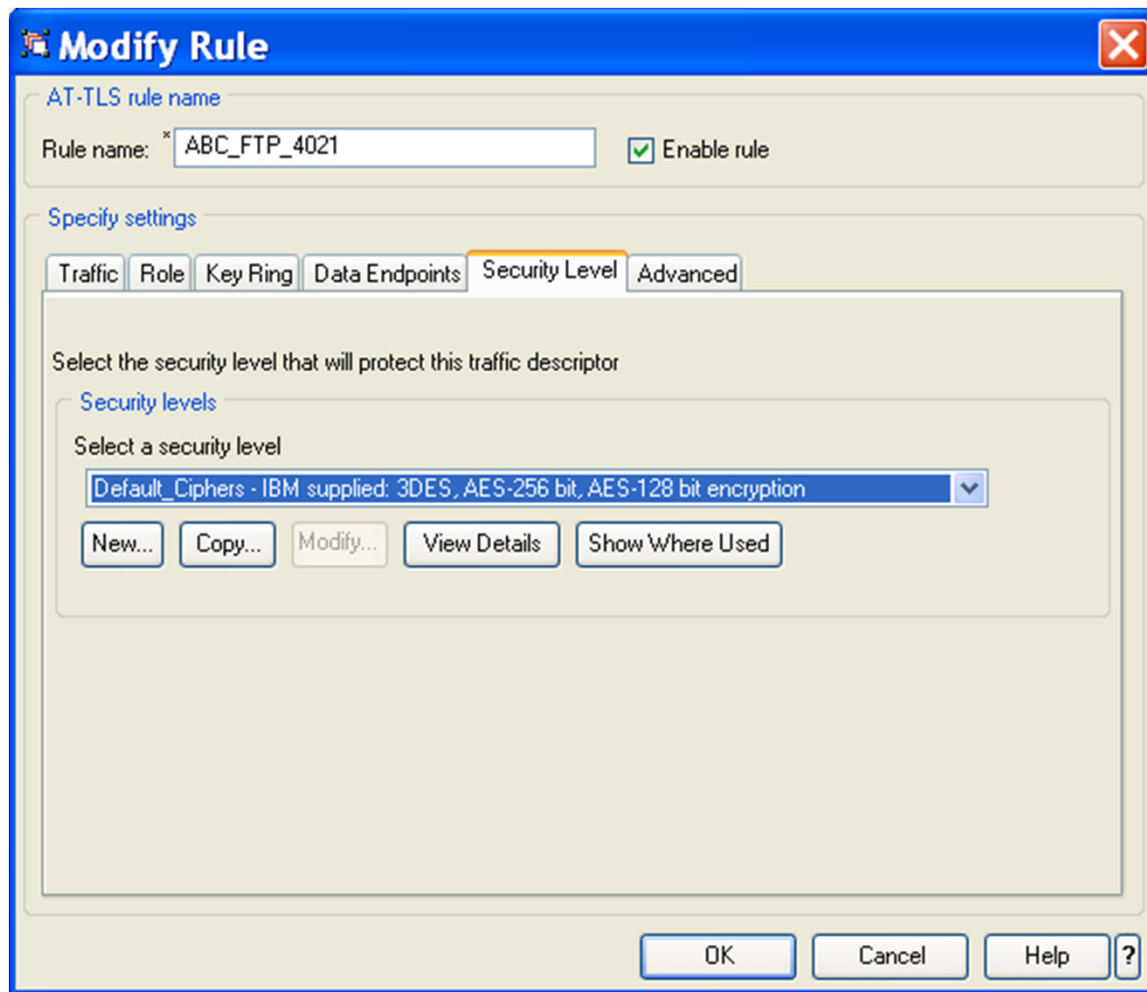 Modify Rule
AT-TLS rule name
Rule name: * ABC_FTP_4021 Enable rule
Specify settings
Traffic Role Key Ring Data Endpoints Security Level Advanced
Select the security level that will protect this traffic descriptor
Security levels
Select a security level
Default_Ciphers - IBM supplied: 3DES, AES-256 bit, AES-128 bit encryption
New... Copy... Modify... View Details Show Where Used
OK Cancel Help ?